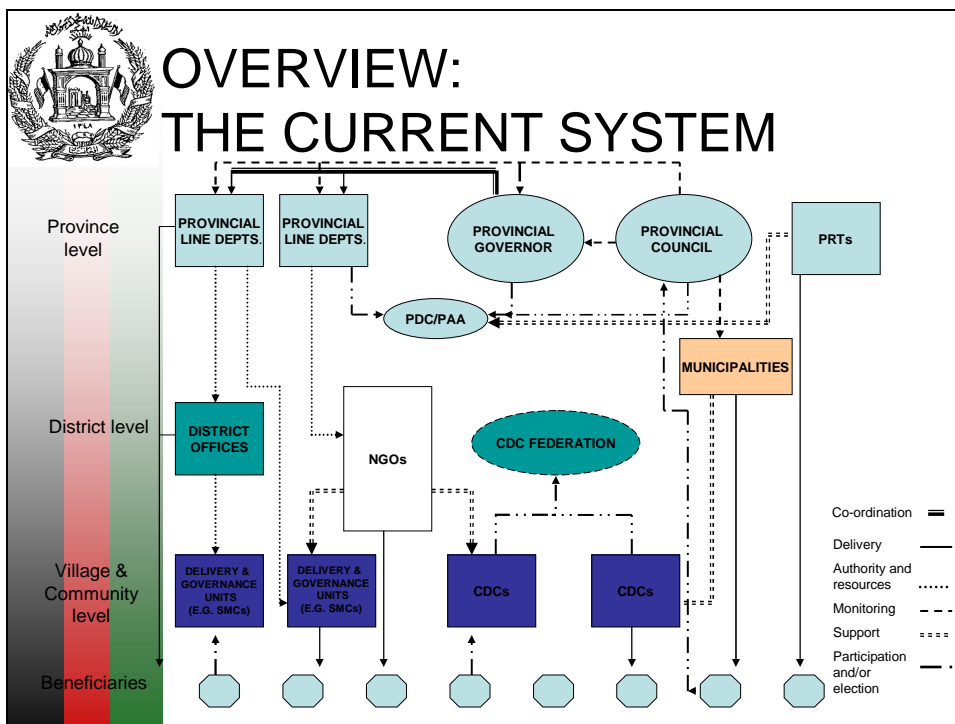 OVERVIEW:
THE CURRENT SYSTEM
١٣٤٨
Province
level
PROVINCIAL
LINE DEPTS.
PROVINCIAL
LINE DEPTS.
PROVINCIAL
GOVERNOR
PROVINCIAL
COUNCIL
PRTs
PDC/PAA
MUNICIPALITIES
District level
DISTRICT
OFFICES
NGOs
CDC FEDERATION
Village &
Community
level
DELIVERY &
GOVERNANCE
UNITS
(E.G. SMCs)
DELIVERY &
GOVERNANCE
UNITS
(E.G. SMCs)
CDCs
CDCs
Beneficiaries
Co-ordination
Delivery
Authority and
resources
Monitoring
Support
Participation
and/or
election